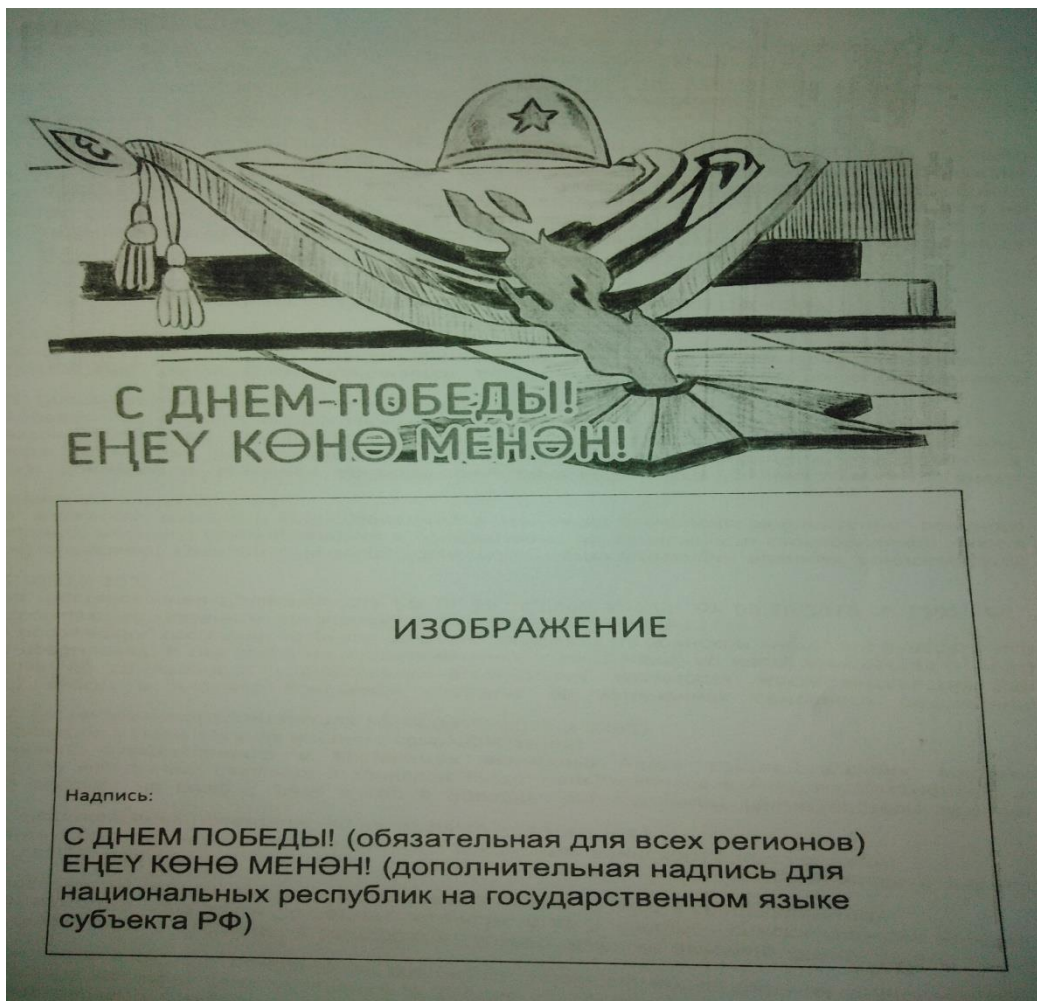 С ДНЕМ ПОБЕДЫ!
ЕҢЕҮ КӨНӨ МЕНӘН!
ИЗОБРАЖЕНИЕ
Надпись:
С ДНЕМ ПОБЕДЫ! (обязательная для всех регионов)
ЕҢЕҮ КӨНӨ МЕНӘН! (дополнительная надпись для
национальных республик на государственном языке
субъекта РФ)